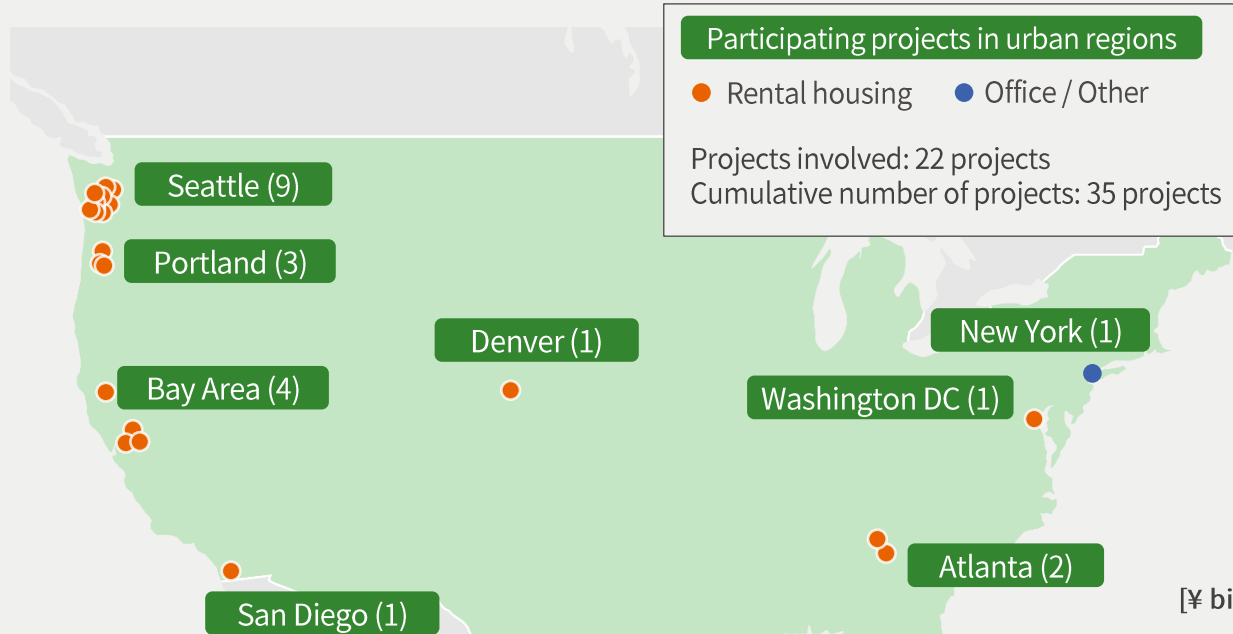 Participating projects in urban regions
Rental housing
Office / Other
Projects involved: 22 projects
Cumulative number of projects: 35 projects
Seattle (9)
Portland (3)
Denver (1)
New York (1)
Bay Area (4)
Washington DC (1)
Atlanta (2)
San Diego (1)
[¥